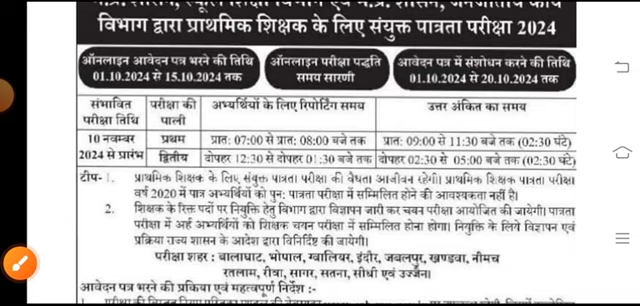 म.प्र. शासन, स्कूल शिक्षा विभाग एवं म.प्र. शासन, जनजातीय कार्य
विभाग द्वारा प्राथमिक शिक्षक के लिए संयुक्त पात्रता परीक्षा 2024
ऑनलाइन आवेदन पत्र भरने की तिथि
01.10.2024 से 15.10.2024 तक
ऑनलाइन परीक्षा पद्धति
समय सारणी
आवेदन पत्र में संशोधन करने की तिथि
01.10.2024 से 20.10.2024 तक
संभावित परीक्षा तिथि परीक्षा की पाली अभ्यर्थियों के लिए रिपोर्टिंग समय उत्तर अंकित का समय
10 नवम्बर 2024 से प्रारंभ प्रथम प्रात: 07:00 से प्रात: 08:00 बजे तक प्रात: 09:00 से 11:30 बजे तक (02:30 घंटे)
द्वितीय दोपहर 12:30 से दोपहर 01:30 बजे तक दोपहर 02:30 से 05:00 बजे तक (02:30 घंटे)
टीप- 1. प्राथमिक शिक्षक के लिए संयुक्त पात्रता परीक्षा की वैधता आजीवन रहेगी। प्राथमिक शिक्षक पात्रता परीक्षा
वर्ष 2020 में पात्र अभ्यर्थियों को पुन: पात्रता परीक्षा में सम्मिलित होने की आवश्यकता नहीं है।
2. शिक्षक के रिक्त पदों पर नियुक्ति हेतु विभाग द्वारा विज्ञापन जारी कर चयन परीक्षा आयोजित की जायेगी। पात्रता
परीक्षा में अर्ह अभ्यर्थियों को शिक्षक चयन परीक्षा में सम्मिलित होना होगा। नियुक्ति के लिये विज्ञापन एवं
प्रक्रिया राज्य शासन के आदेश द्वारा विनिर्दिष्ट की जायेगी।
परीक्षा शहर : बालाघाट, भोपाल, ग्वालियर, इंदौर, जबलपुर, खण्डवा, नीमच
रतलाम, रीवा, सागर, सतना, सीधी एवं उज्जैन।
आवेदन पत्र भरने की प्रकिया एवं महत्वपूर्ण निर्देश :-